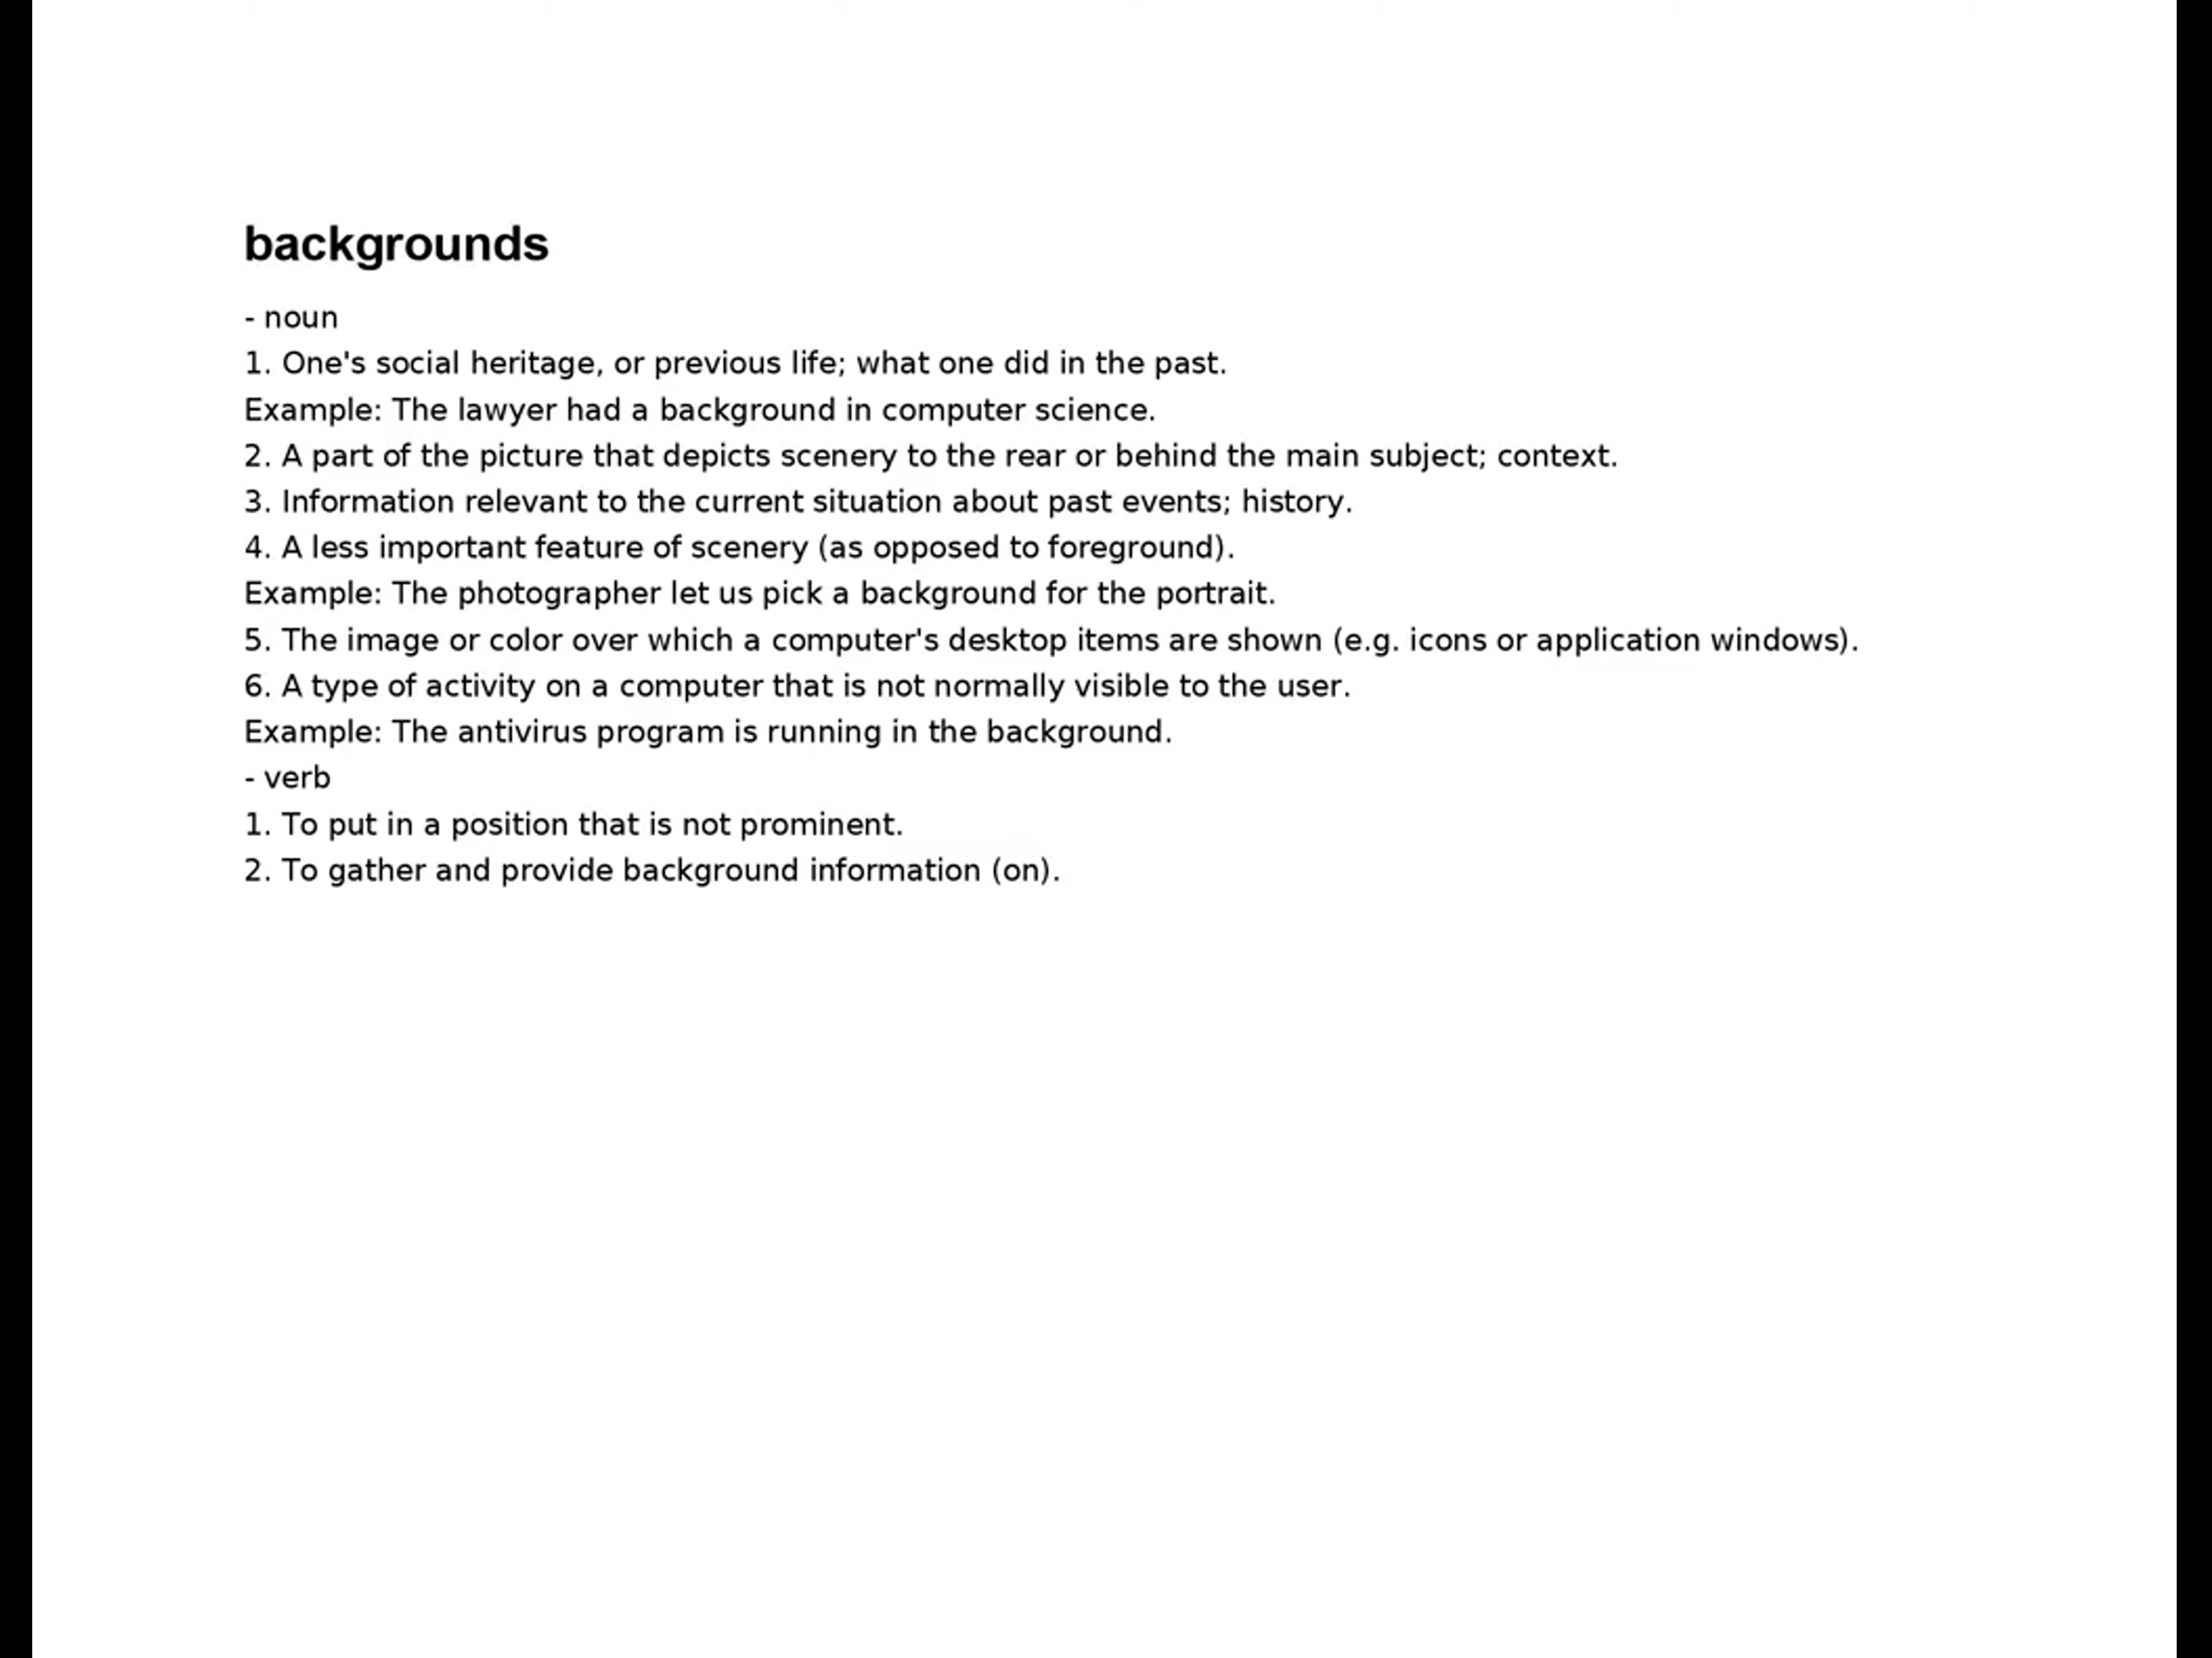 backgrounds
- noun
1. One's social heritage, or previous life; what one did in the past.
Example: The lawyer had a background in computer science.
2. A part of the picture that depicts scenery to the rear or behind the main subject; context.
3. Information relevant to the current situation about past events; history.
4. A less important feature of scenery (as opposed to foreground).
Example: The photographer let us pick a background for the portrait.
5. The image or color over which a computer's desktop items are shown (e.g. icons or application windows).
6. A type of activity on a computer that is not normally visible to the user.
Example: The antivirus program is running in the background.
- verb
1. To put in a position that is not prominent.
2. To gather and provide background information (on).